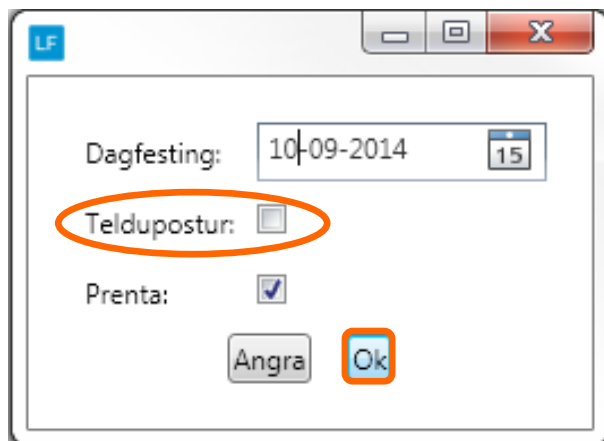 LF
Dagfesting: 10-09-2014 15
Teldupostur:
Prenta:
Angra Ok